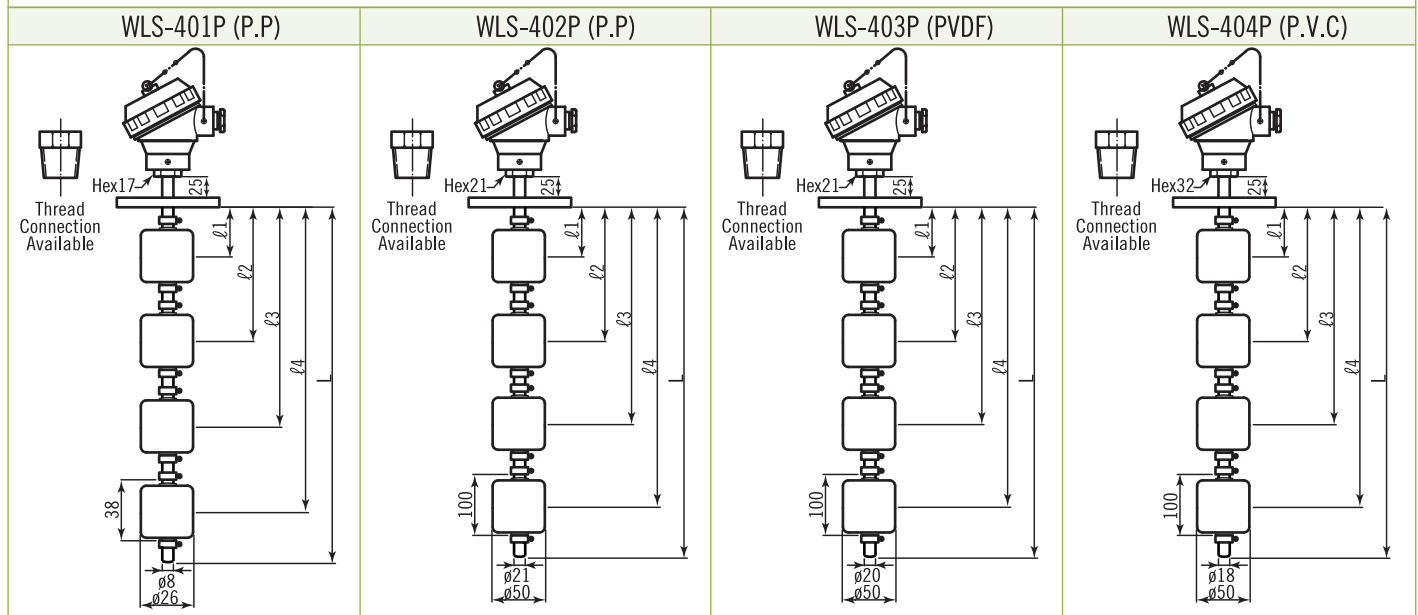 WLS-401P (P.P)
WLS-402P (P.P)
WLS-403P (PVDF)
WLS-404P (P.V.C)
Hex17
25
Thread
Connection
Available
ℓ1
ℓ2
ℓ3
ℓ4
L
38
ø8
ø26
Hex21
25
Thread
Connection
Available
ℓ1
ℓ2
ℓ3
ℓ4
L
100
ø21
ø50
Hex21
25
Thread
Connection
Available
ℓ1
ℓ2
ℓ3
ℓ4
L
100
ø20
ø50
Hex32
25
Thread
Connection
Available
ℓ1
ℓ2
ℓ3
ℓ4
L
100
ø18
ø50